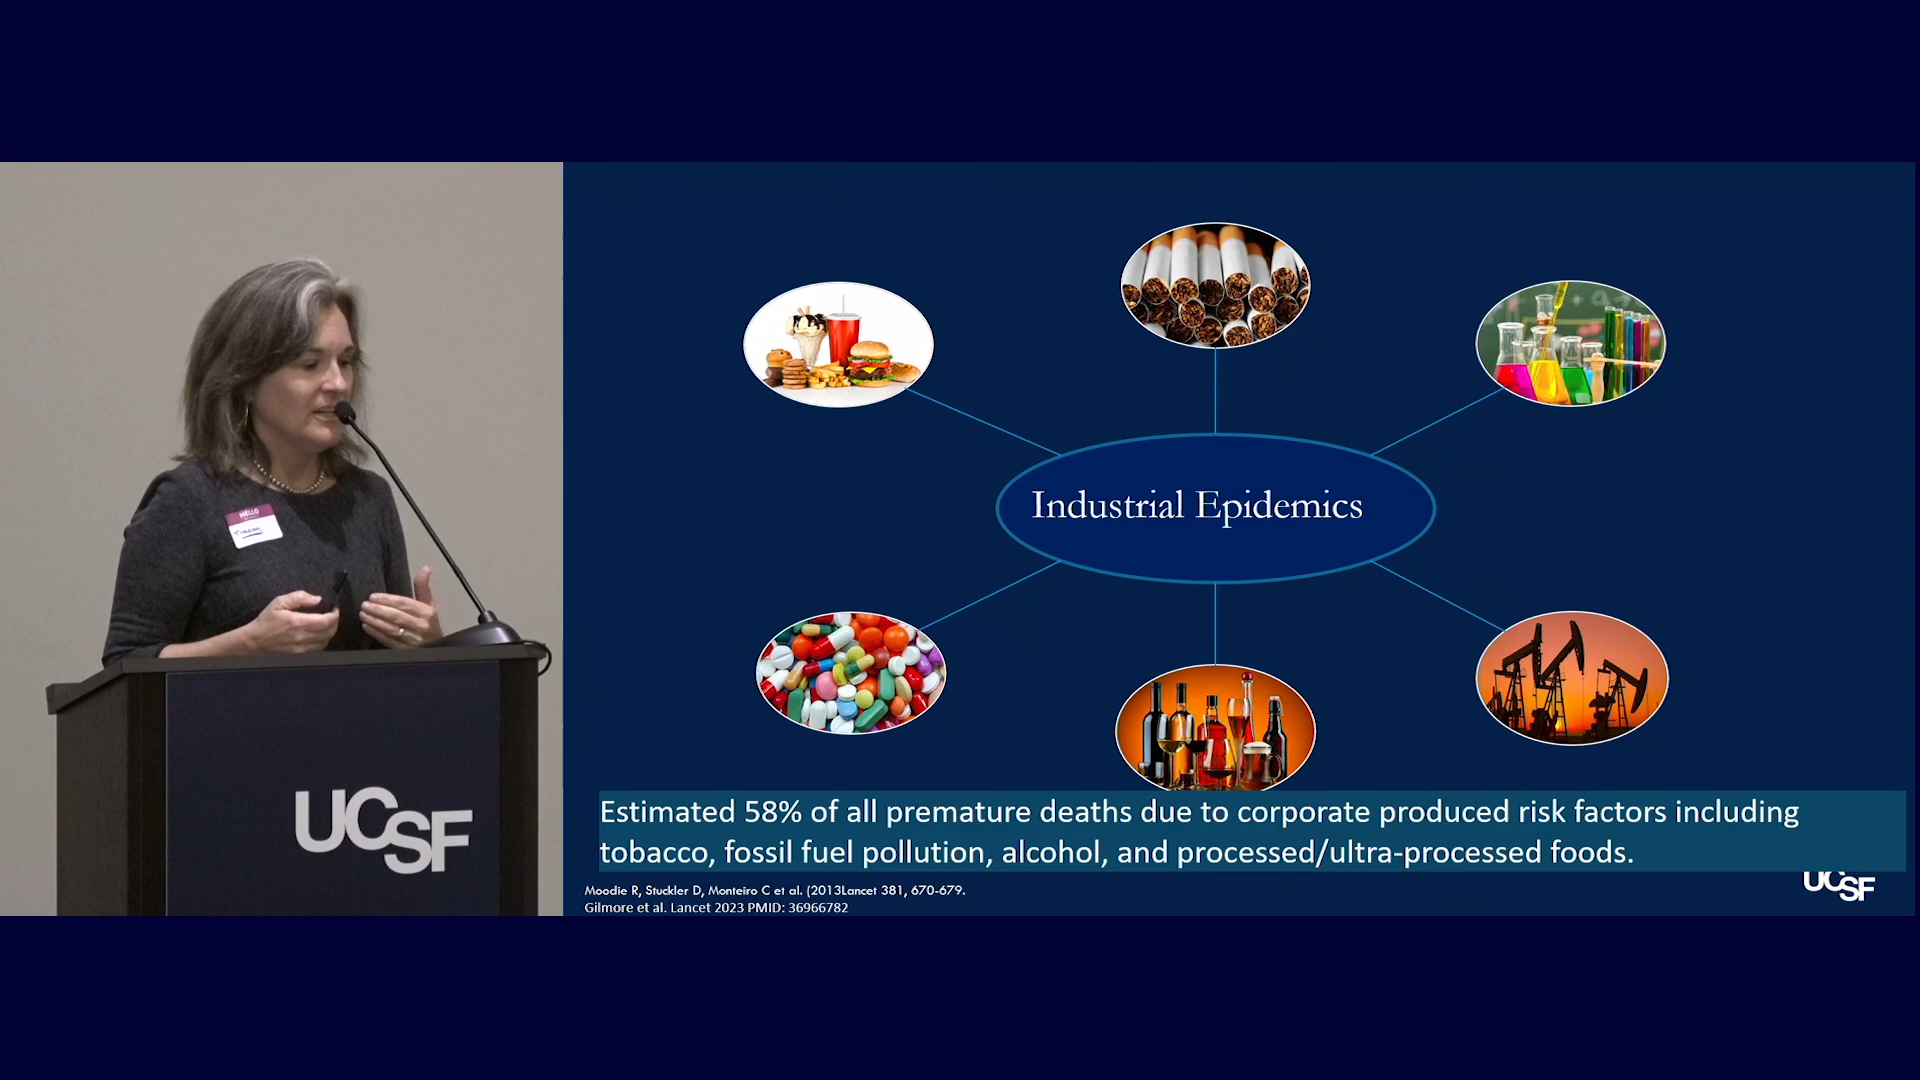 HELLO
UCSF
Industrial Epidemics
Estimated 58% of all premature deaths due to corporate produced risk factors including
tobacco, fossil fuel pollution, alcohol, and processed/ultra-processed foods.
Moodie R, Stuckler D, Monteiro C et al. (2013Lancet 381, 670-679.
Gilmore et al. Lancet 2023 PMID: 36966782
UCSF